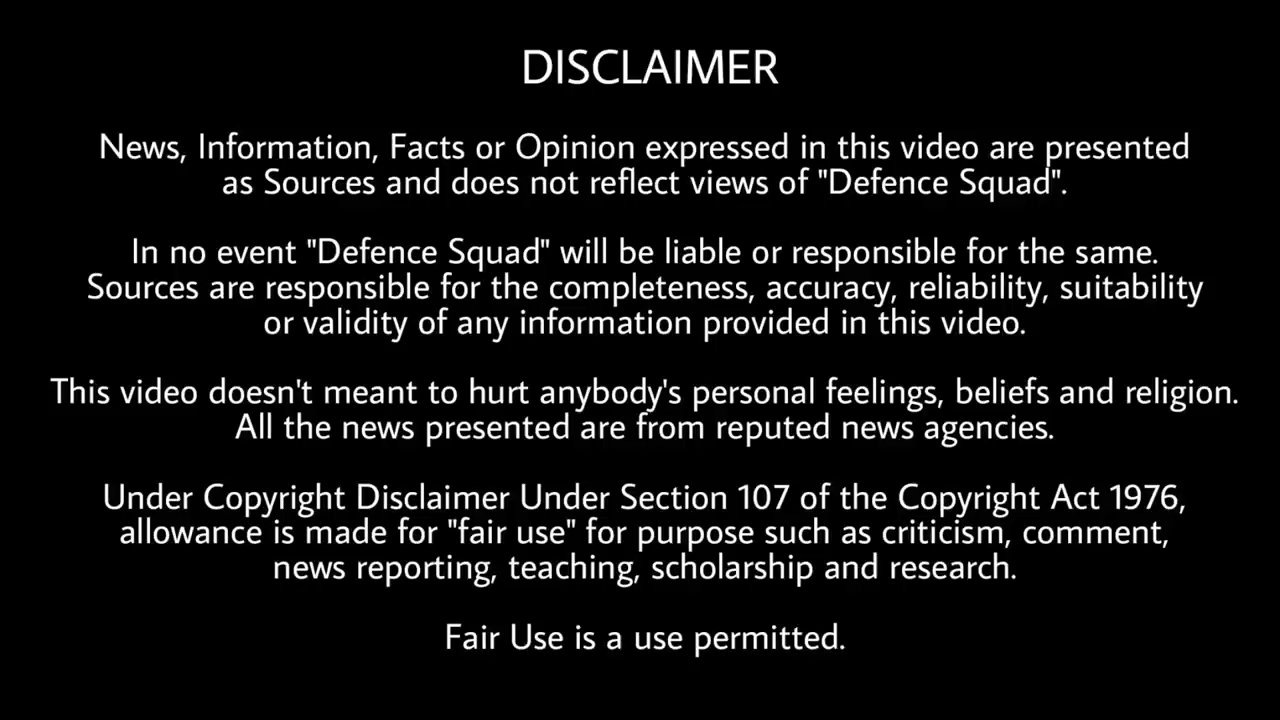 DISCLAIMER
News, Information, Facts or Opinion expressed in this video are presented
as Sources and does not reflect views of "Defence Squad".
In no event "Defence Squad" will be liable or responsible for the same.
Sources are responsible for the completeness, accuracy, reliability, suitability
or validity of any information provided in this video.
This video doesn't meant to hurt anybody's personal feelings, beliefs and religion.
All the news presented are from reputed news agencies.
Under Copyright Disclaimer Under Section 107 of the Copyright Act 1976,
allowance is made for "fair use" for purpose such as criticism, comment,
news reporting, teaching, scholarship and research.
Fair Use is a use permitted.